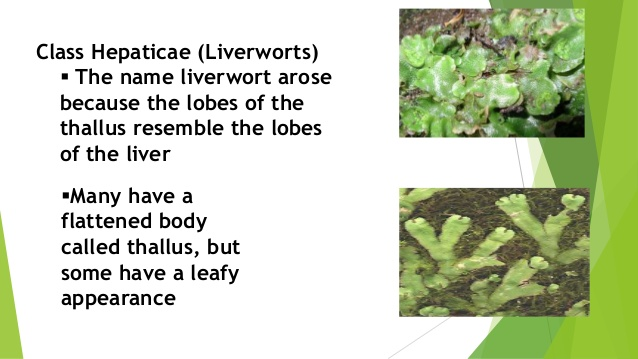 Class Hepaticae (Liverworts)
▪ The name liverwort arose
because the lobes of the
thallus resemble the lobes
of the liver
▪Many have a
flattened body
called thallus, but
some have a leafy
appearance